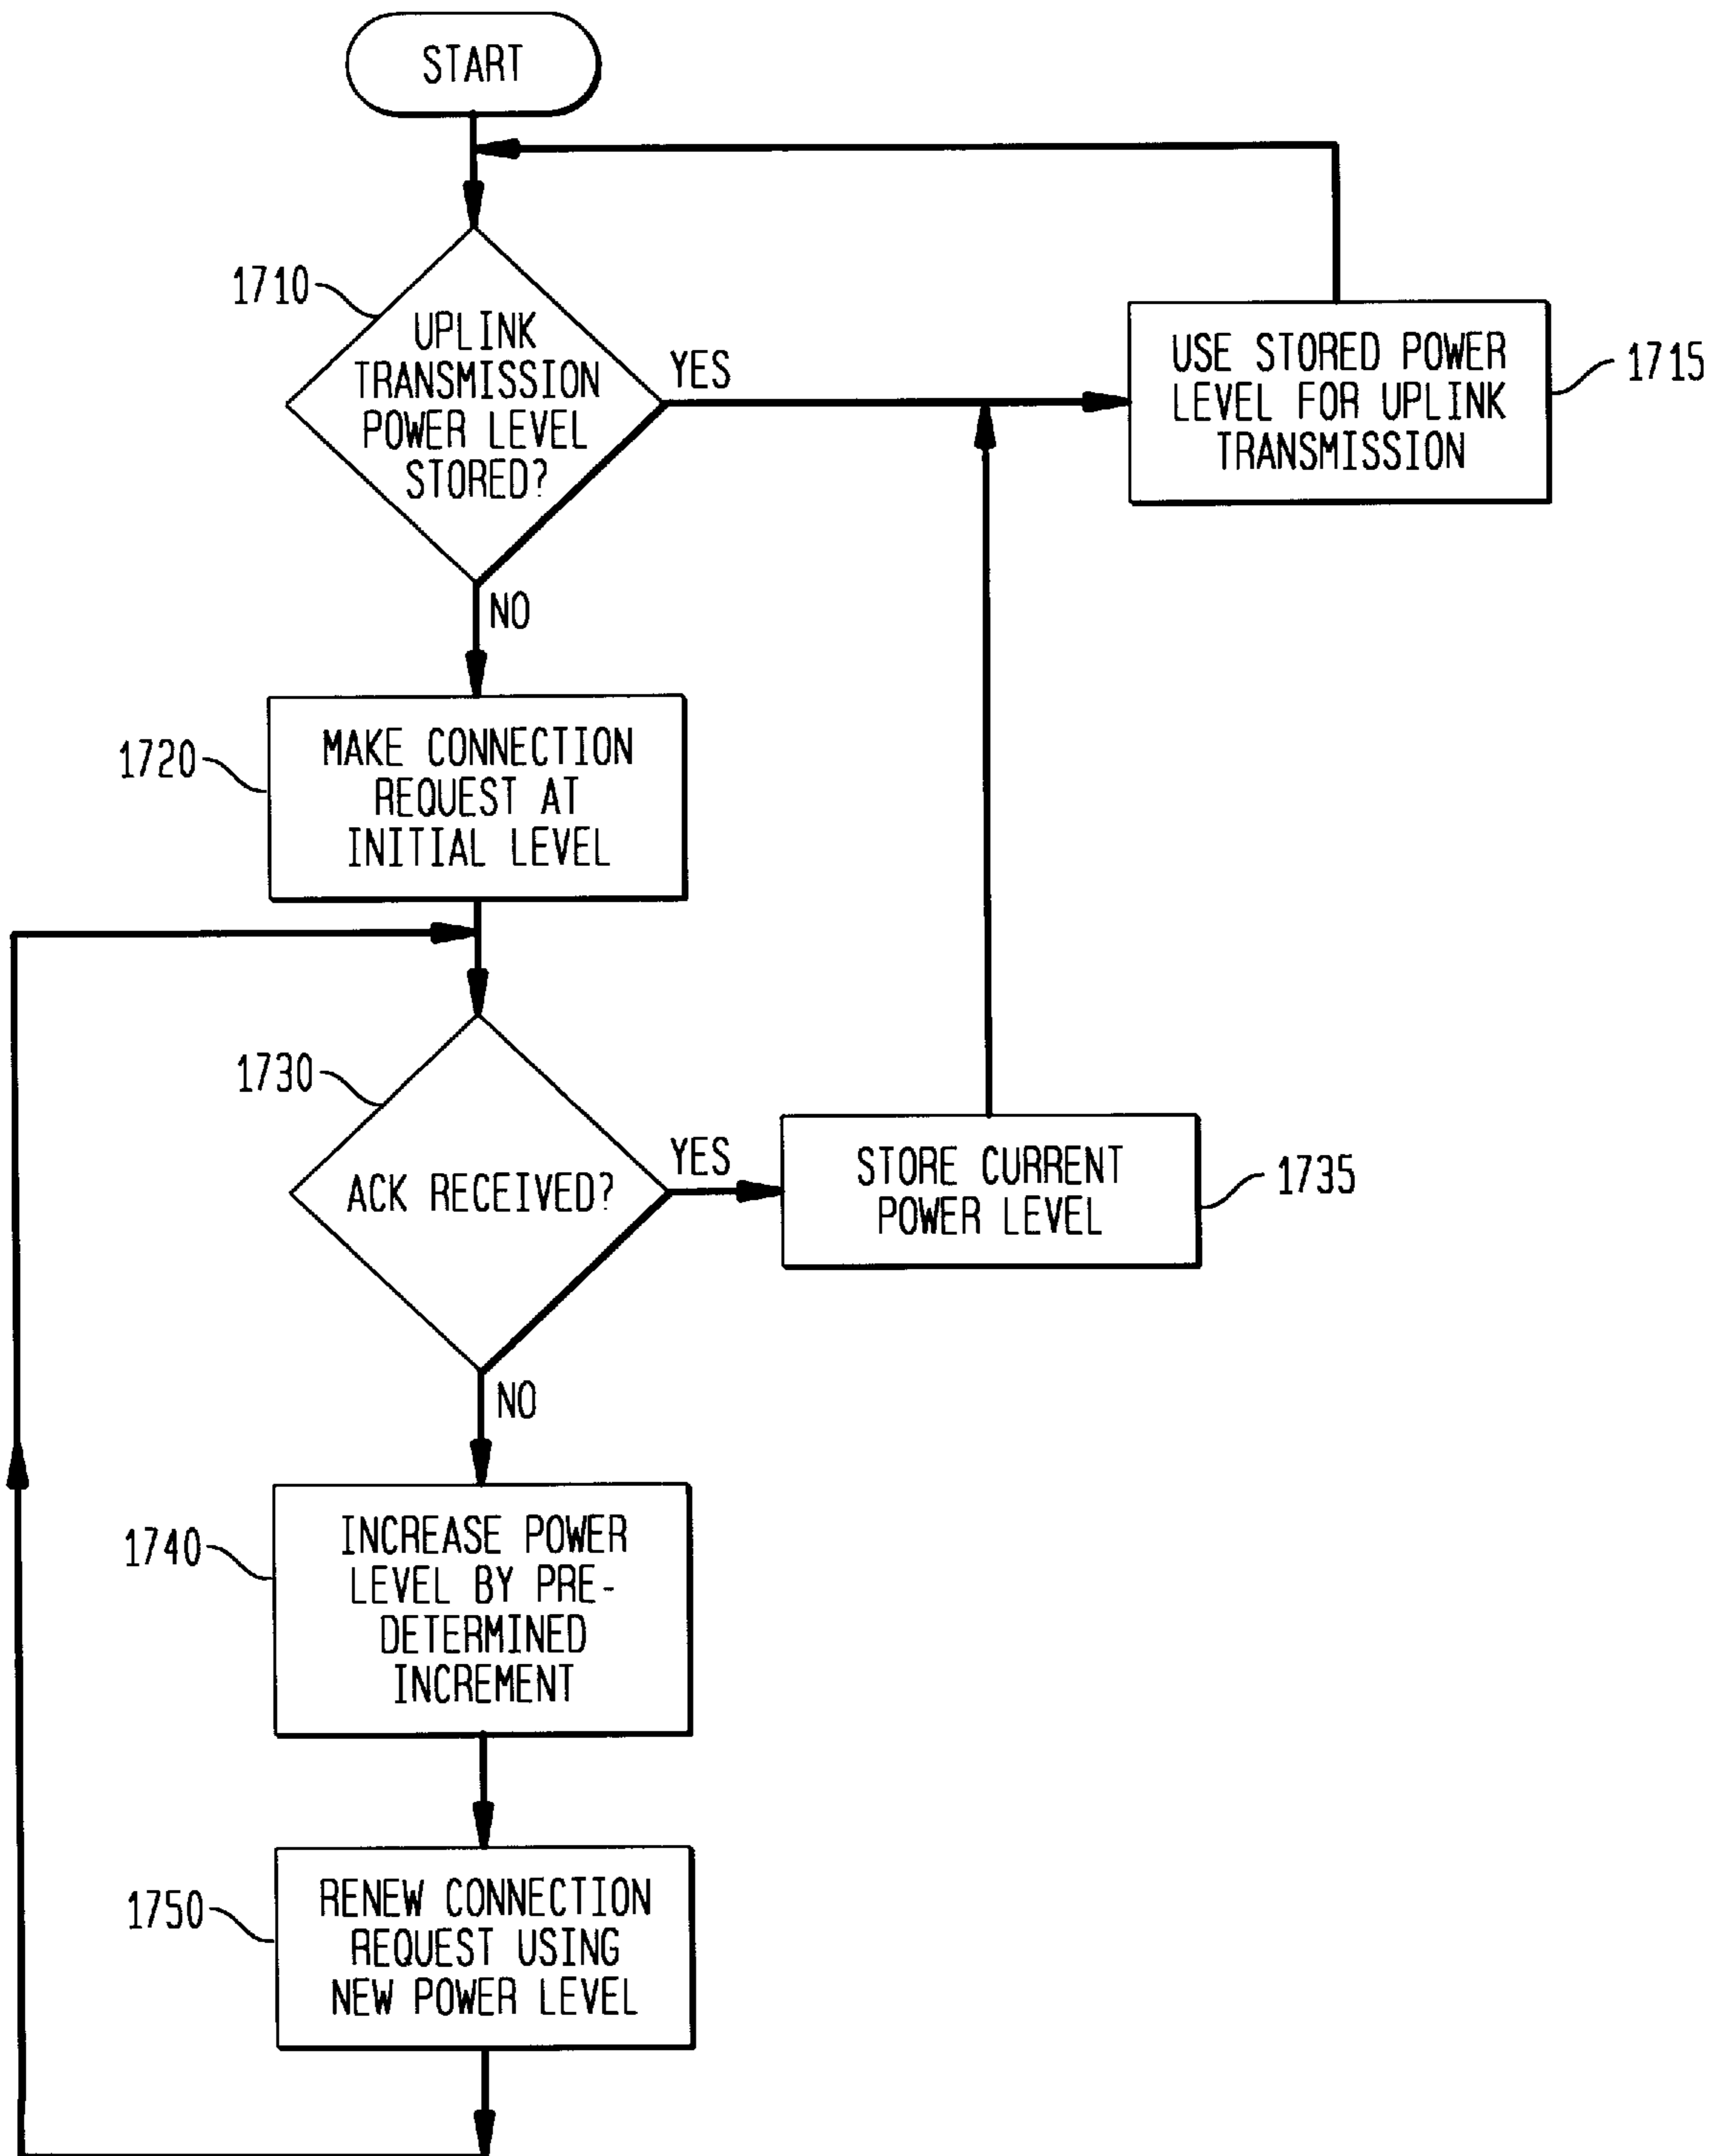 START
1710
UPLINK
TRANSMISSION
POWER LEVEL
STORED?
YES
NO
USE STORED POWER
LEVEL FOR UPLINK
TRANSMISSION
1715
1720
MAKE CONNECTION
REQUEST AT
INITIAL LEVEL
1730
ACK RECEIVED?
YES
NO
STORE CURRENT
POWER LEVEL
1735
1740
INCREASE POWER
LEVEL BY PRE-
DETERMINED
INCREMENT
1750
RENEW CONNECTION
REQUEST USING
NEW POWER LEVEL